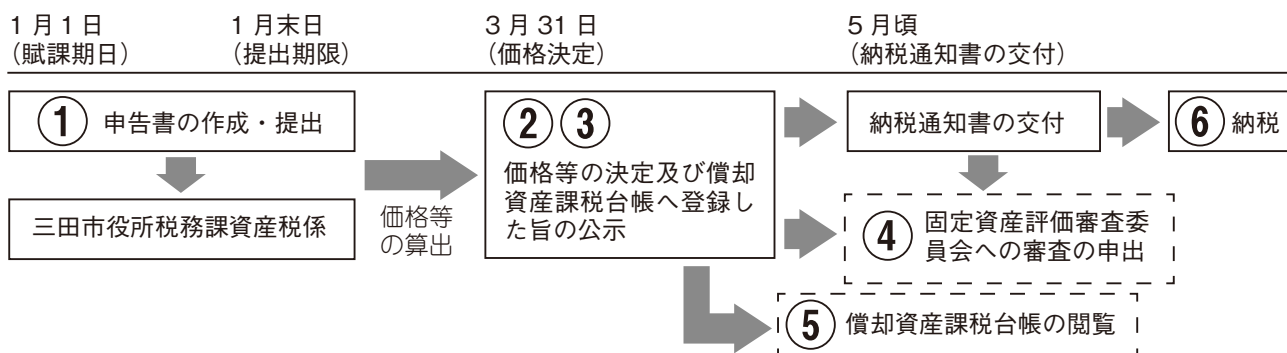 1月1日
(賦課期日)
1月末日
(提出期限)
3月31日
(価格決定)
5月頃
(納税通知書の交付)
① 申告書の作成・提出
三田市役所税務課資産税係
価格等
の算出
②③
価格等の決定及び償却
資産課税台帳へ登録し
た旨の公示
納税通知書の交付
⑥ 納税
④ 固定資産評価審査委
員会への審査の申出
⑤ 償却資産課税台帳の閲覧